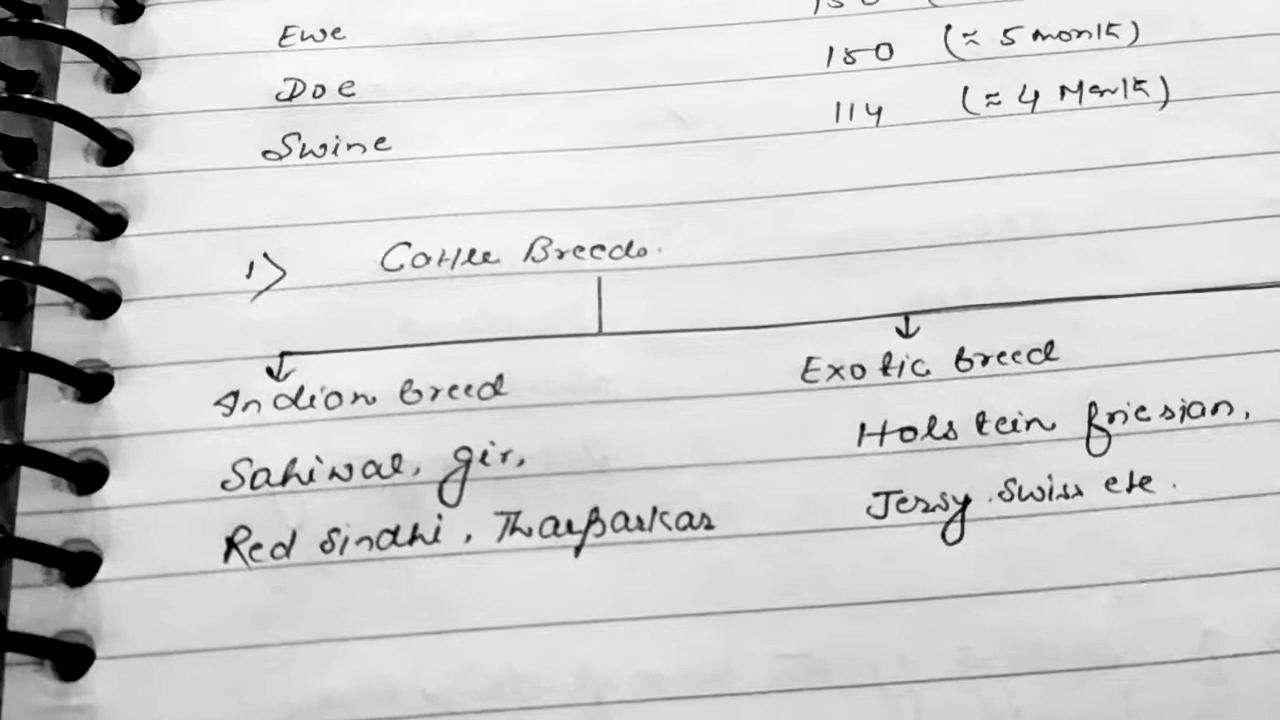 Ewe
Doe 150 (≈ 5 month)
Swine 114 (≈ 4 Month)
1) Cattle Breeds.
Indian breed Exotic breed
Sahiwal, gir, Holstein friesian,
Red Sindhi, Tharparkar Jersy. Swiss etc.